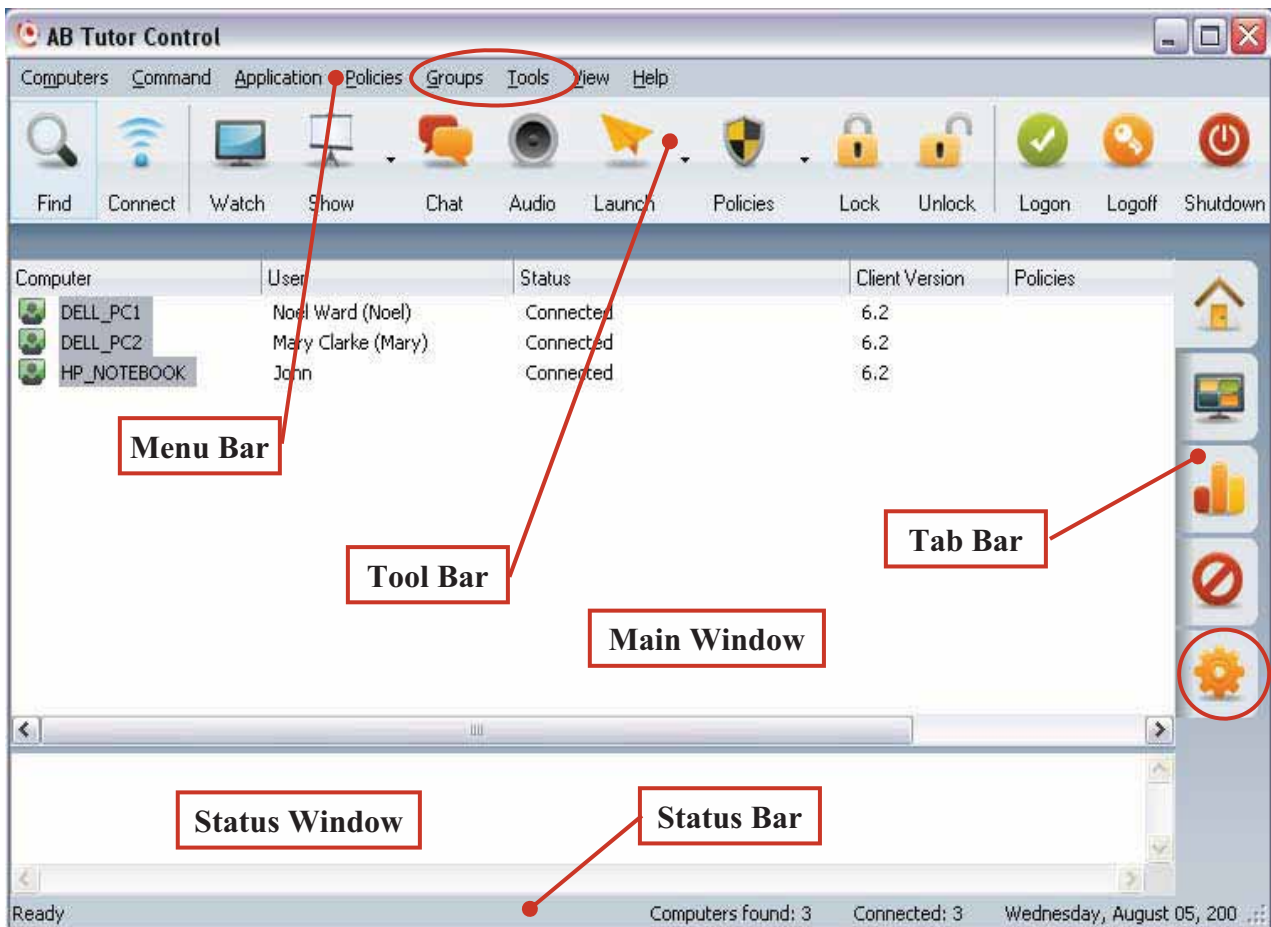 AB Tutor Control
Computers Command Application Policies Groups Tools View Help
Find Connect Watch Show Chat Audio Launch Policies Lock Unlock Logon Logoff Shutdown
Computer User Status Client Version Policies
DELL_PC1 Noel Ward (Noel) Connected 6.2
DELL_PC2 Mary Clarke (Mary) Connected 6.2
HP_NOTEBOOK John Connected 6.2
Menu Bar
Tab Bar
Tool Bar
Main Window
Status Window
Status Bar
Ready Computers found: 3 Connected: 3 Wednesday, August 05, 200